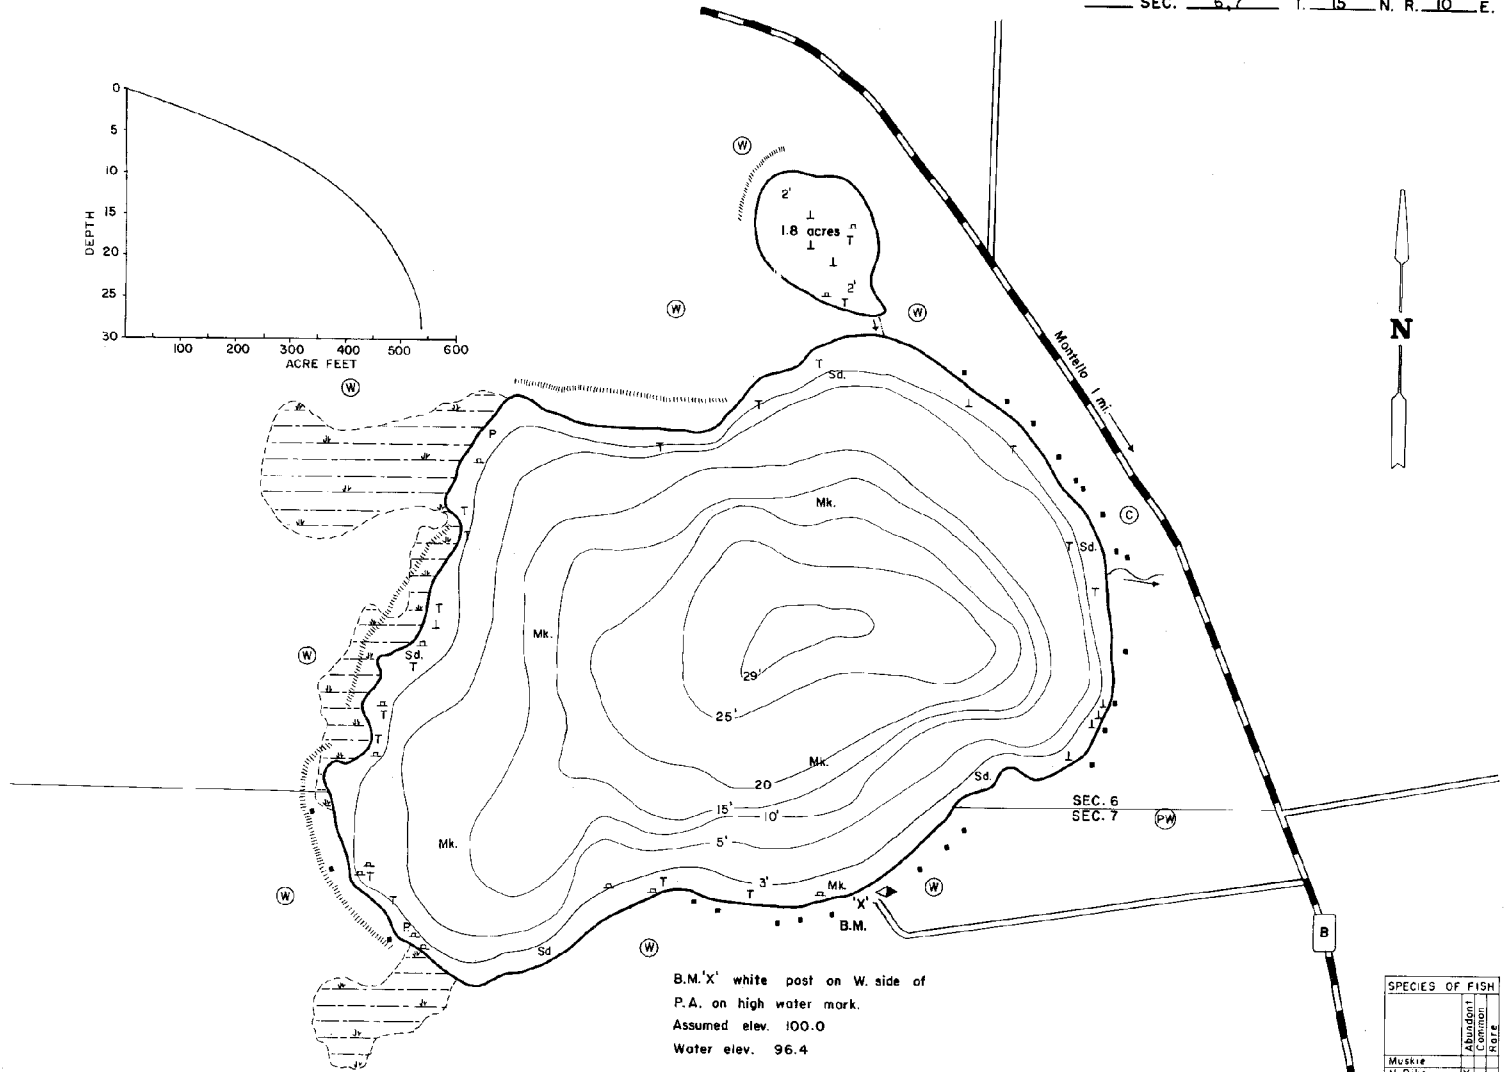 SEC. 6,7 T. 15 N. R. 10 E.
0
5
10
15
20
25
30
DEPTH
100 200 300 400 500 600
ACRE FEET
W
W
W
W
2'
1.8 acres
2'
Montello 1 mi.
N
T
Sd.
T
T
T
P
T
T
Mk.
C
T Sd.
T
T
Mk.
Sd.
T
W
29'
25'
T
T
Mk.
20
Sd.
15'
10'
5'
3'
SEC. 6
SEC. 7
PW
Mk.
T
T
P
T
T
Mk.
'X'
B.M.
W
W
W
Sd
B
B.M.'X' white post on W. side of
P.A. on high water mark.
Assumed elev. 100.0
Water elev. 96.4
SPECIES OF FISH
Abundant
Common
Rare
Muskie